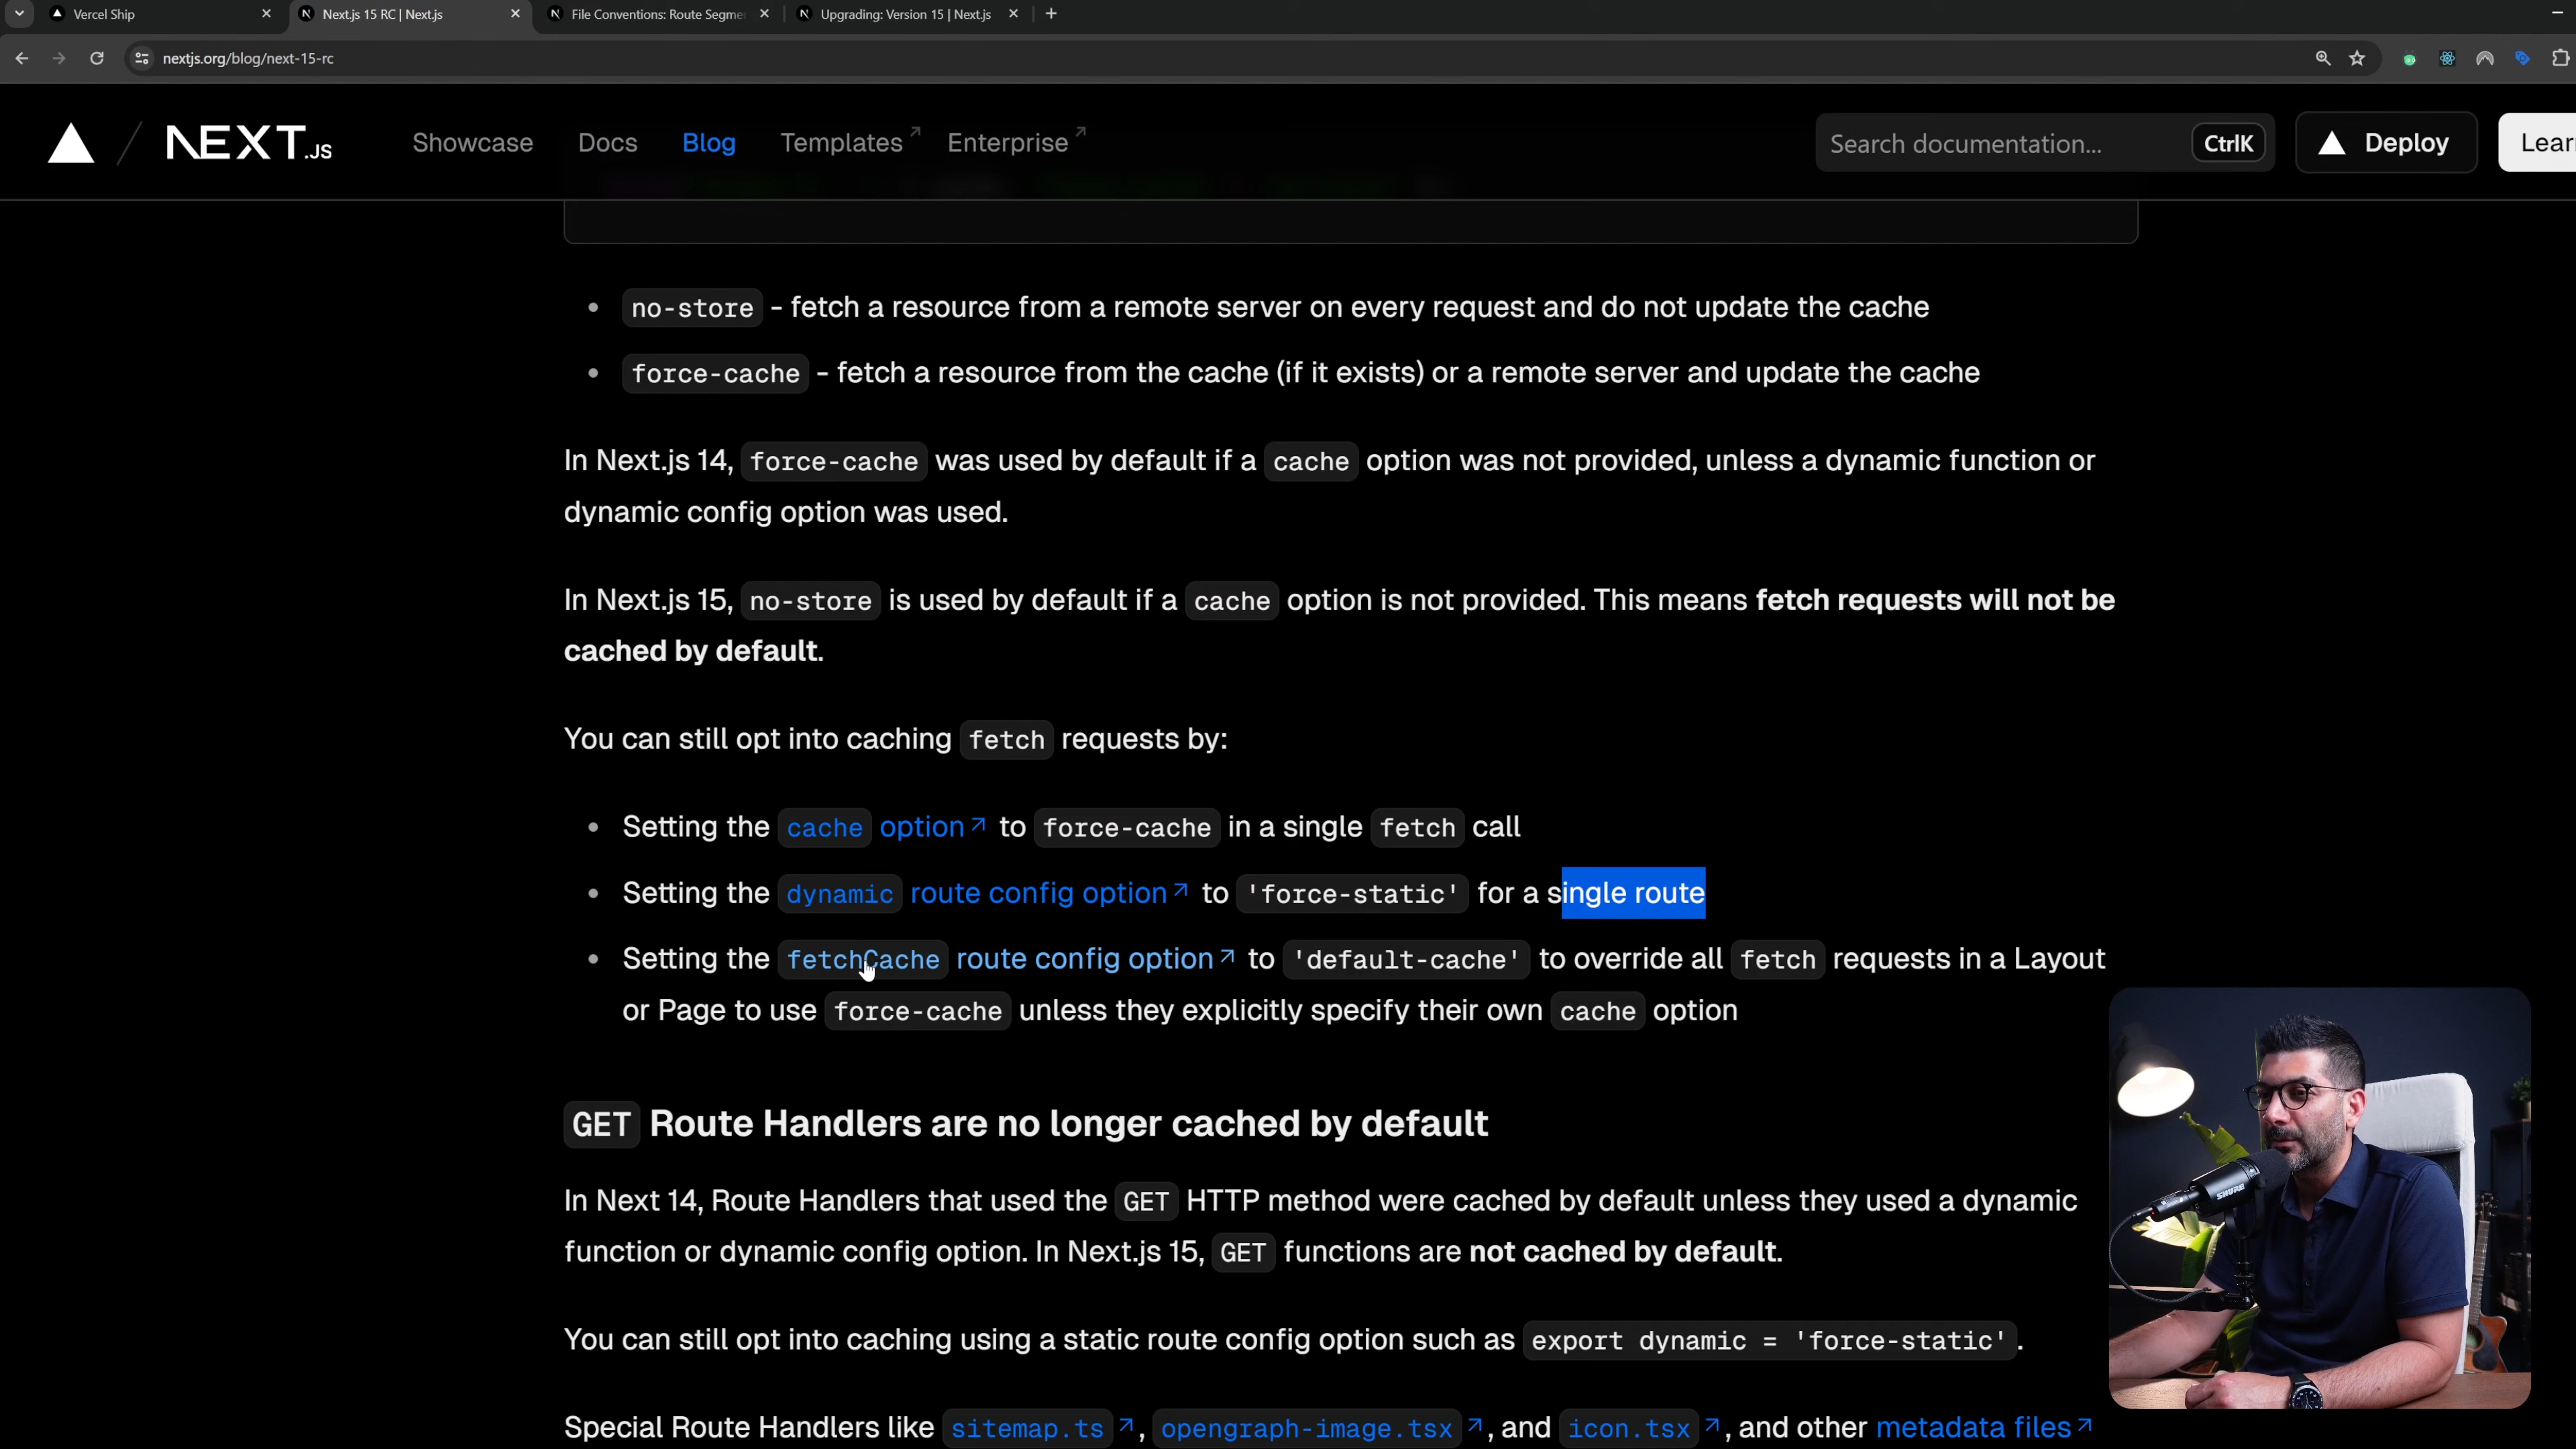 Vercel Ship
Next.js 15 RC | Next.js
File Conventions: Route Segme
Upgrading: Version 15 | Next.js
nextjs.org/blog/next-15-rc
NEXT.JS
Showcase
Docs
Blog
Templates
Enterprise
Search documentation...
CtrlK
Deploy
Lear
no-store - fetch a resource from a remote server on every request and do not update the cache
force-cache - fetch a resource from the cache (if it exists) or a remote server and update the cache
In Next.js 14, force-cache was used by default if a cache option was not provided, unless a dynamic function or
dynamic config option was used.
In Next.js 15, no-store is used by default if a cache option is not provided. This means fetch requests will not be
cached by default.
You can still opt into caching fetch requests by:
Setting the cache option to force-cache in a single fetch call
Setting the dynamic route config option to 'force-static' for a single route
Setting the fetchCache route config option to 'default-cache' to override all fetch requests in a Layout
or Page to use force-cache unless they explicitly specify their own cache option
GET Route Handlers are no longer cached by default
In Next 14, Route Handlers that used the GET HTTP method were cached by default unless they used a dynamic
function or dynamic config option. In Next.js 15, GET functions are not cached by default.
You can still opt into caching using a static route config option such as export dynamic = 'force-static'.
Special Route Handlers like sitemap.ts, opengraph-image.tsx, and icon.tsx, and other metadata files
SHURE